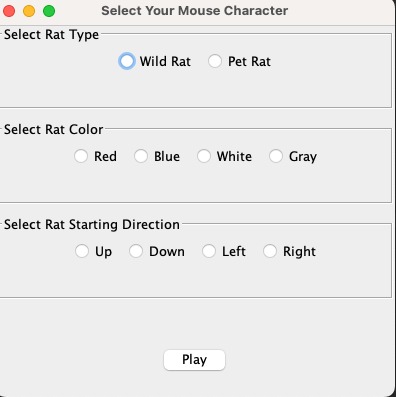 Select Your Mouse Character
Select Rat Type
Wild Rat Pet Rat
Select Rat Color
Red Blue White Gray
Select Rat Starting Direction
Up Down Left Right
Play